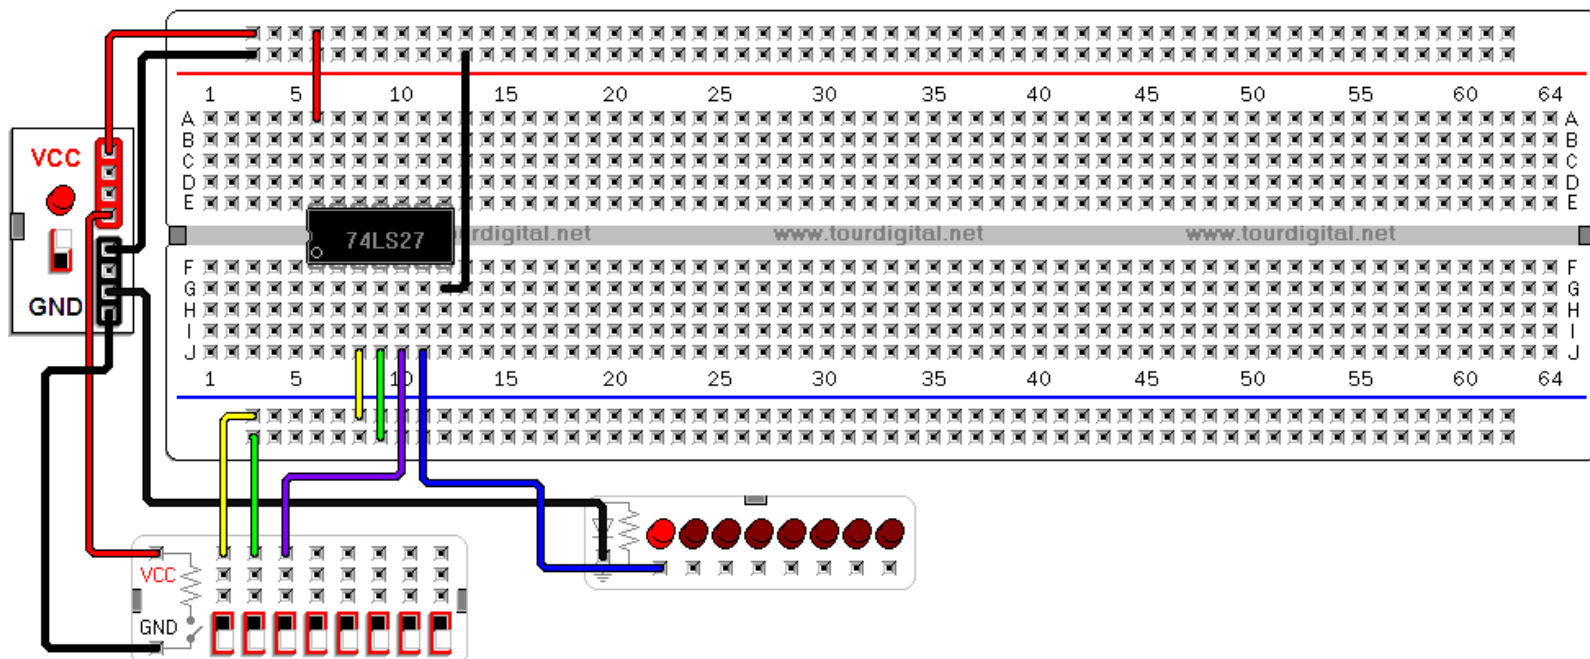 1 5 10 15 20 25 30 35 40 45 50 55 60 64
A A
B B
C C
D D
E E
VCC
74LS27
urdigital.net www.tourdigital.net www.tourdigital.net
F F
G G
GND
H H
I I
J J
1 5 10 15 20 25 30 35 40 45 50 55 60 64
VCC
GND